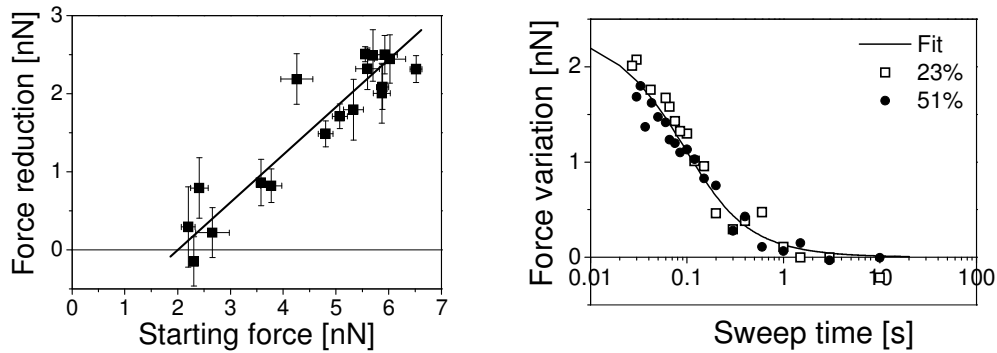 3
2
1
0
0 1 2 3 4 5 6 7
Force reduction [nN]
Starting force [nN]
2
1
0
0.01 0.1 1 10 100
Force variation [nN]
Sweep time [s]
Fit
23%
51%